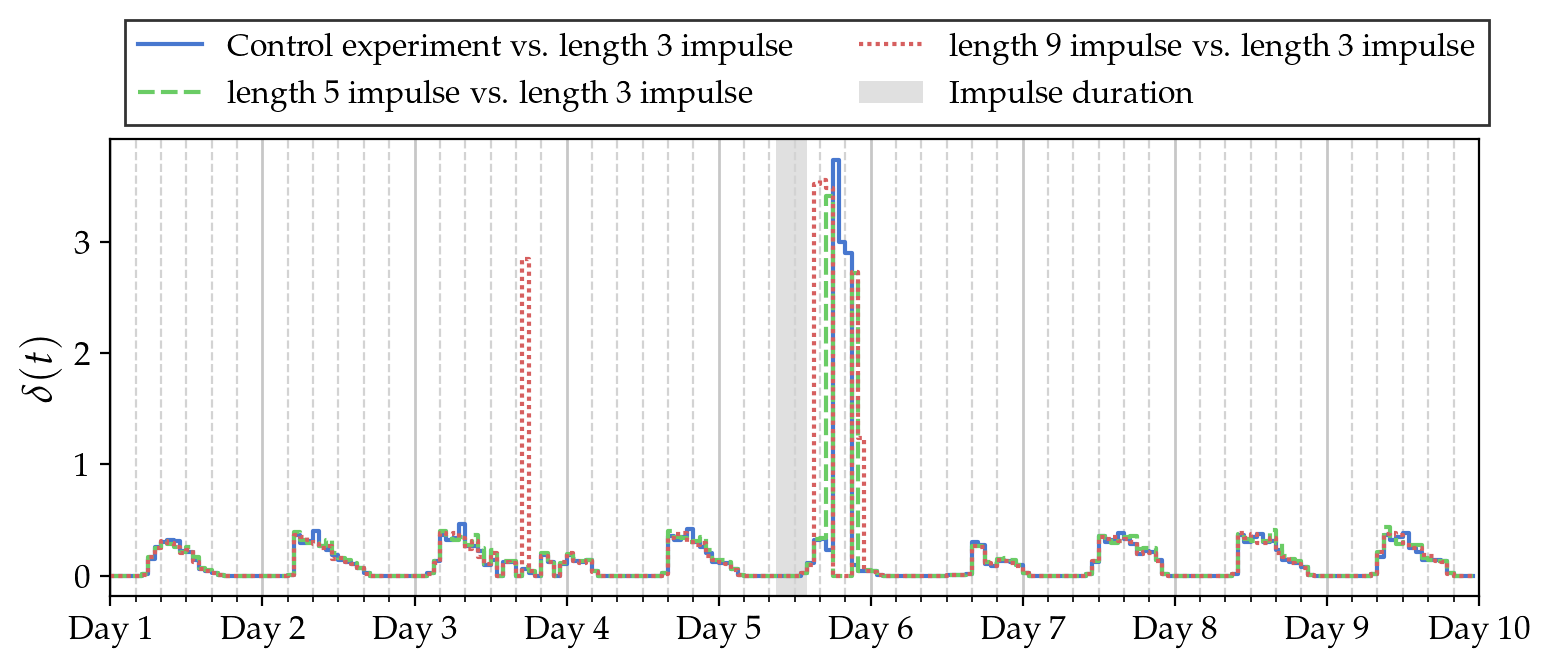 Control experiment vs. length 3 impulse
length 5 impulse vs. length 3 impulse
length 9 impulse vs. length 3 impulse
Impulse duration
δ(t)
3
2
1
0
Day 1 Day 2 Day 3 Day 4 Day 5 Day 6 Day 7 Day 8 Day 9 Day 10